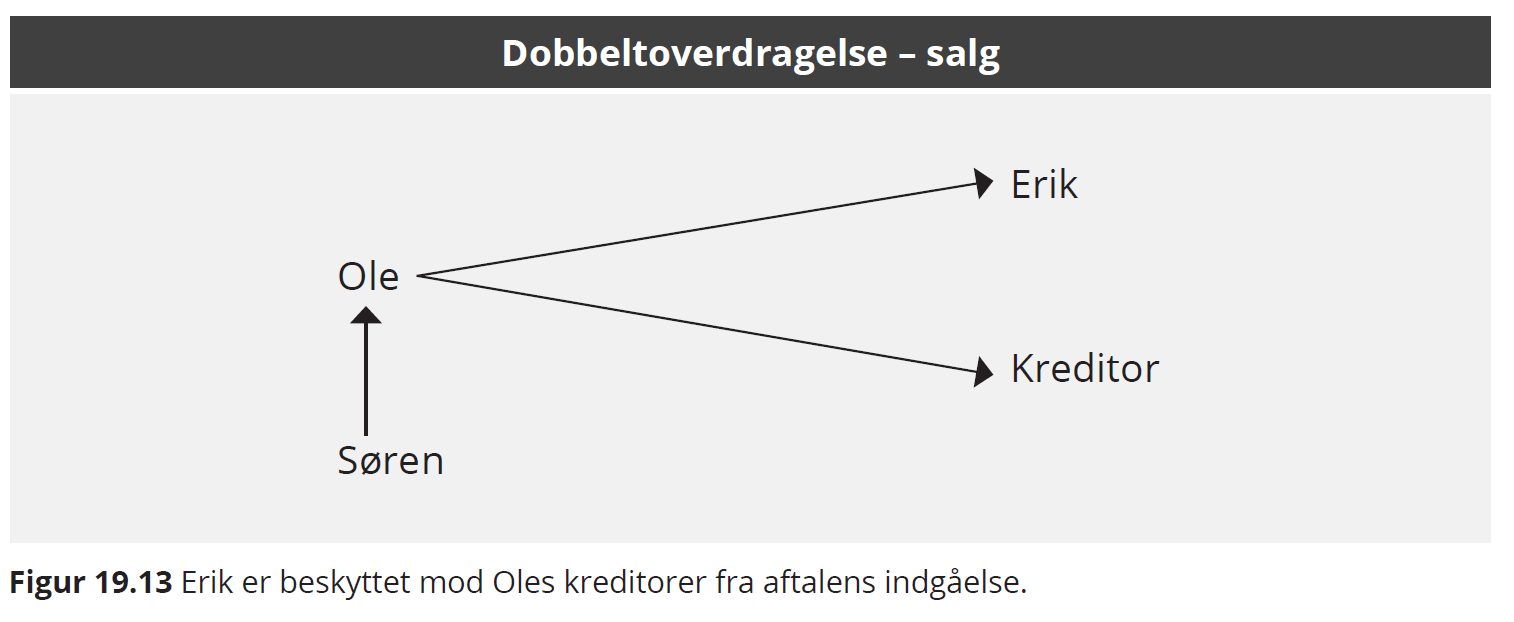 Dobbeltoverdragelse – salg
Erik
Ole
Kreditor
Søren
Figur 19.13 Erik er beskyttet mod Oles kreditorer fra aftalens indgåelse.